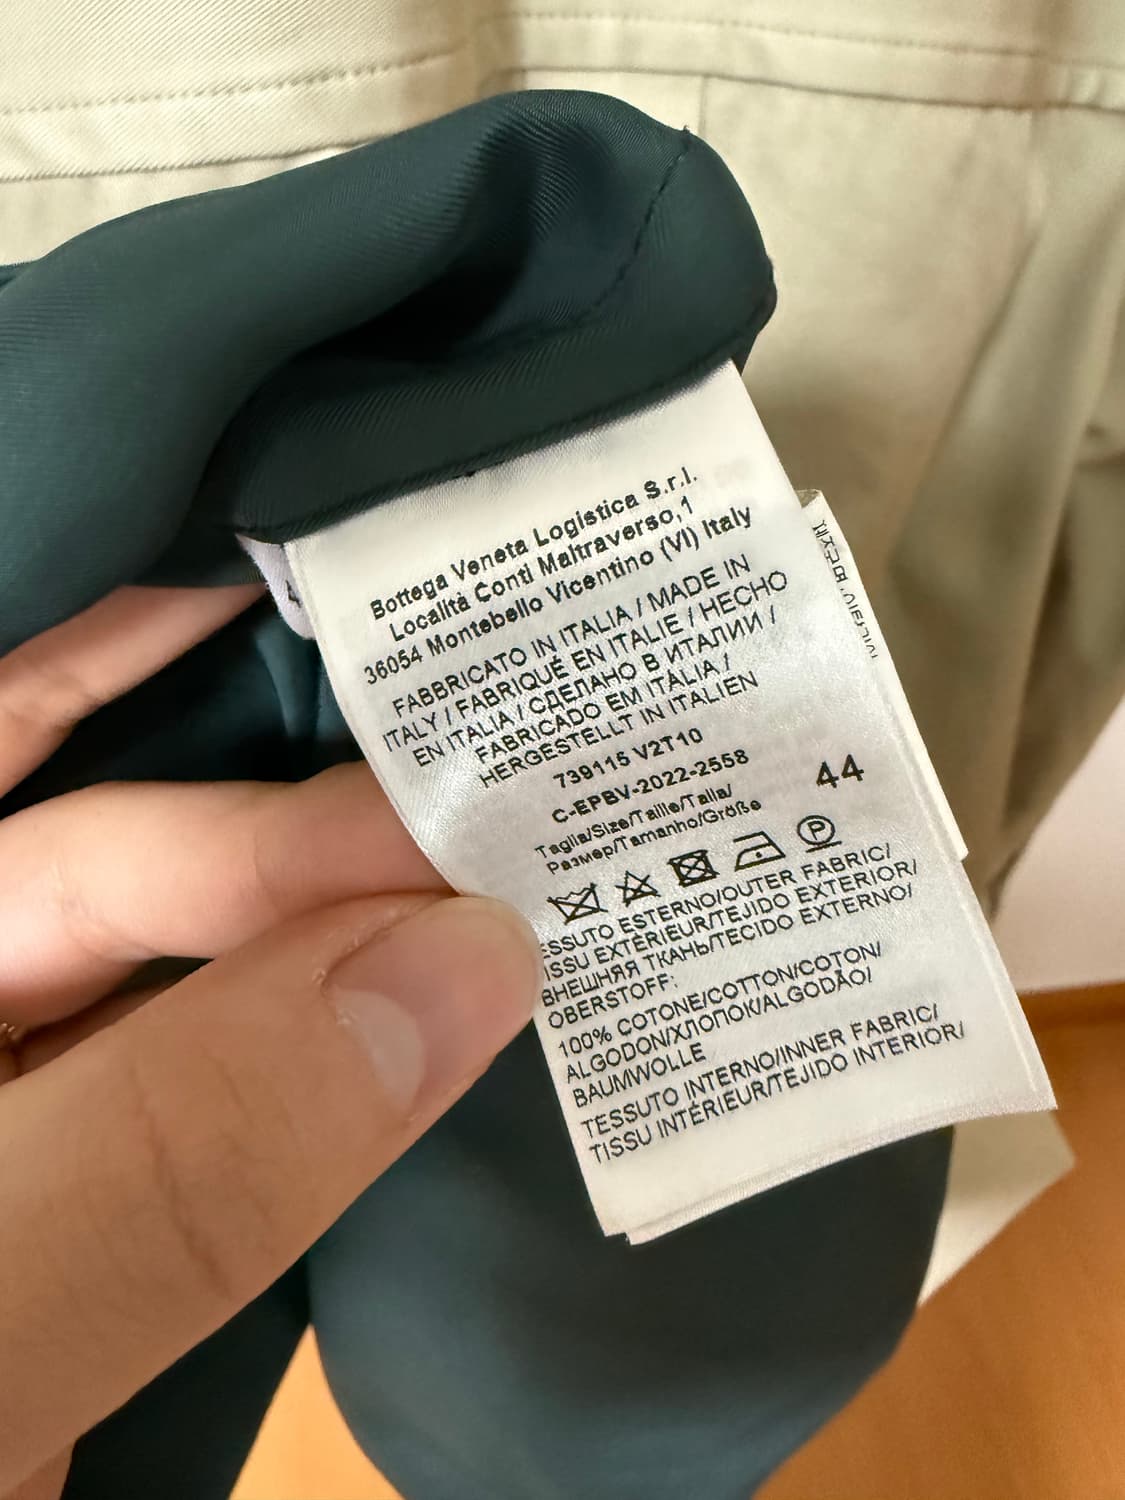 Bottega Veneta Logistica S.r.l.
Località Conti Maltraverso,1
36054 Montebello Vicentino (VI) Italy
FABBRICATO IN ITALIA / MADE IN
ITALY / FABRIQUÉ EN ITALIE / HECHO
EN ITALIA / СДЕЛАНО В ИТАЛИИ /
FABRICADO EM ITÁLIA /
HERGESTELLT IN ITALIEN
739115 V2T10
C-EPBV-2022-2558
Taglia/Size/Taille/Talla/
Размер/Tamanho/Größe
44
P
ESSUTO ESTERNO/OUTER FABRIC/
ISSU EXTÉRIEUR/TEJIDO EXTERIOR/
ВНЕШНЯЯ ТКАНЬ/TECIDO EXTERNO/
OBERSTOFF:
100% COTONE/COTTON/COTON/
ALGODON/ХЛОПОК/ALGODÃO/
BAUMWOLLE
TESSUTO INTERNO/INNER FABRIC/
TISSU INTÉRIEUR/TEJIDO INTERIOR/